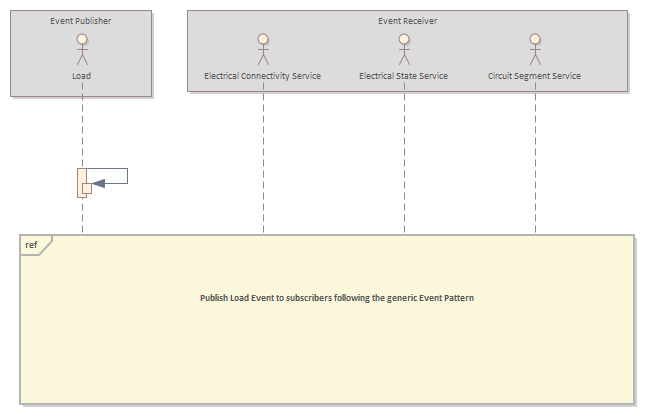 Event Publisher
Event Receiver
Load
Electrical Connectivity Service
Electrical State Service
Circuit Segment Service
ref
Publish Load Event to subscribers following the generic Event Pattern